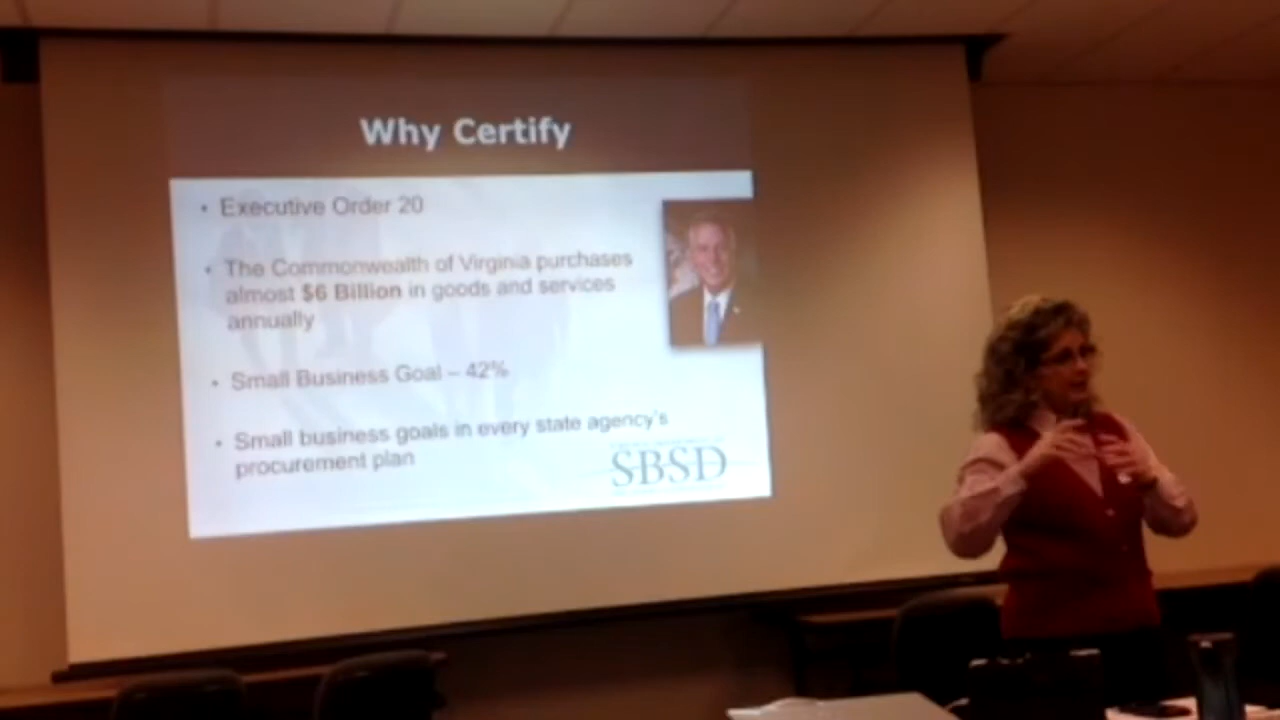 Why Certify
• Executive Order 20
• The Commonwealth of Virginia purchases
almost $6 Billion in goods and services
annually
• Small Business Goal – 42%
• Small business goals in every state agency's
procurement plan
SBSD